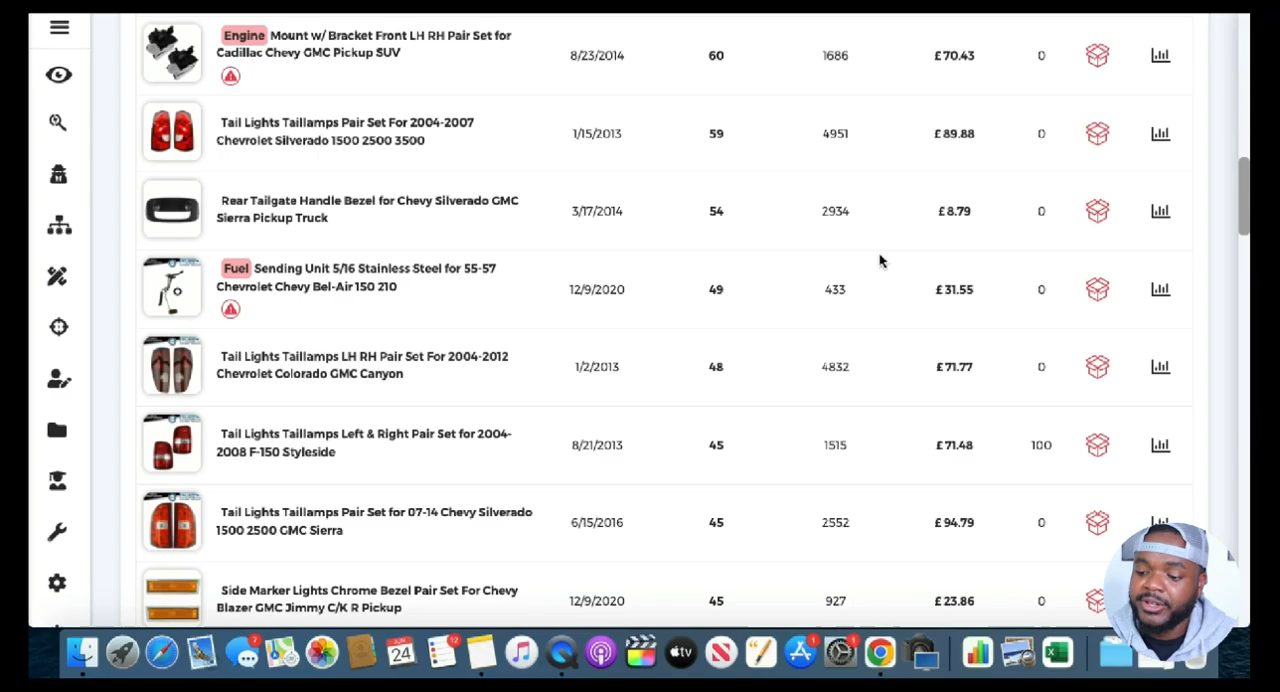 Engine Mount w/ Bracket Front LH RH Pair Set for
Cadillac Chevy GMC Pickup SUV
8/23/2014 60 1686 £70.43 0
Tail Lights Taillamps Pair Set For 2004-2007
Chevrolet Silverado 1500 2500 3500
1/15/2013 59 4951 £89.88 0
Rear Tailgate Handle Bezel for Chevy Silverado GMC
Sierra Pickup Truck
3/17/2014 54 2934 £8.79 0
Fuel Sending Unit 5/16 Stainless Steel for 55-57
Chevrolet Chevy Bel-Air 150 210
12/9/2020 49 433 £31.55 0
Tail Lights Taillamps LH RH Pair Set For 2004-2012
Chevrolet Colorado GMC Canyon
1/2/2013 48 4832 £71.77 0
Tail Lights Taillamps Left & Right Pair Set for 2004-
2008 F-150 Styleside
8/21/2013 45 1515 £71.48 100
Tail Lights Taillamps Pair Set for 07-14 Chevy Silverado
1500 2500 GMC Sierra
6/15/2016 45 2552 £94.79 0
Side Marker Lights Chrome Bezel Pair Set For Chevy
Blazer GMC Jimmy C/K R Pickup
12/9/2020 45 927 £23.86 0
7
JUN
24
12
tv
1
1